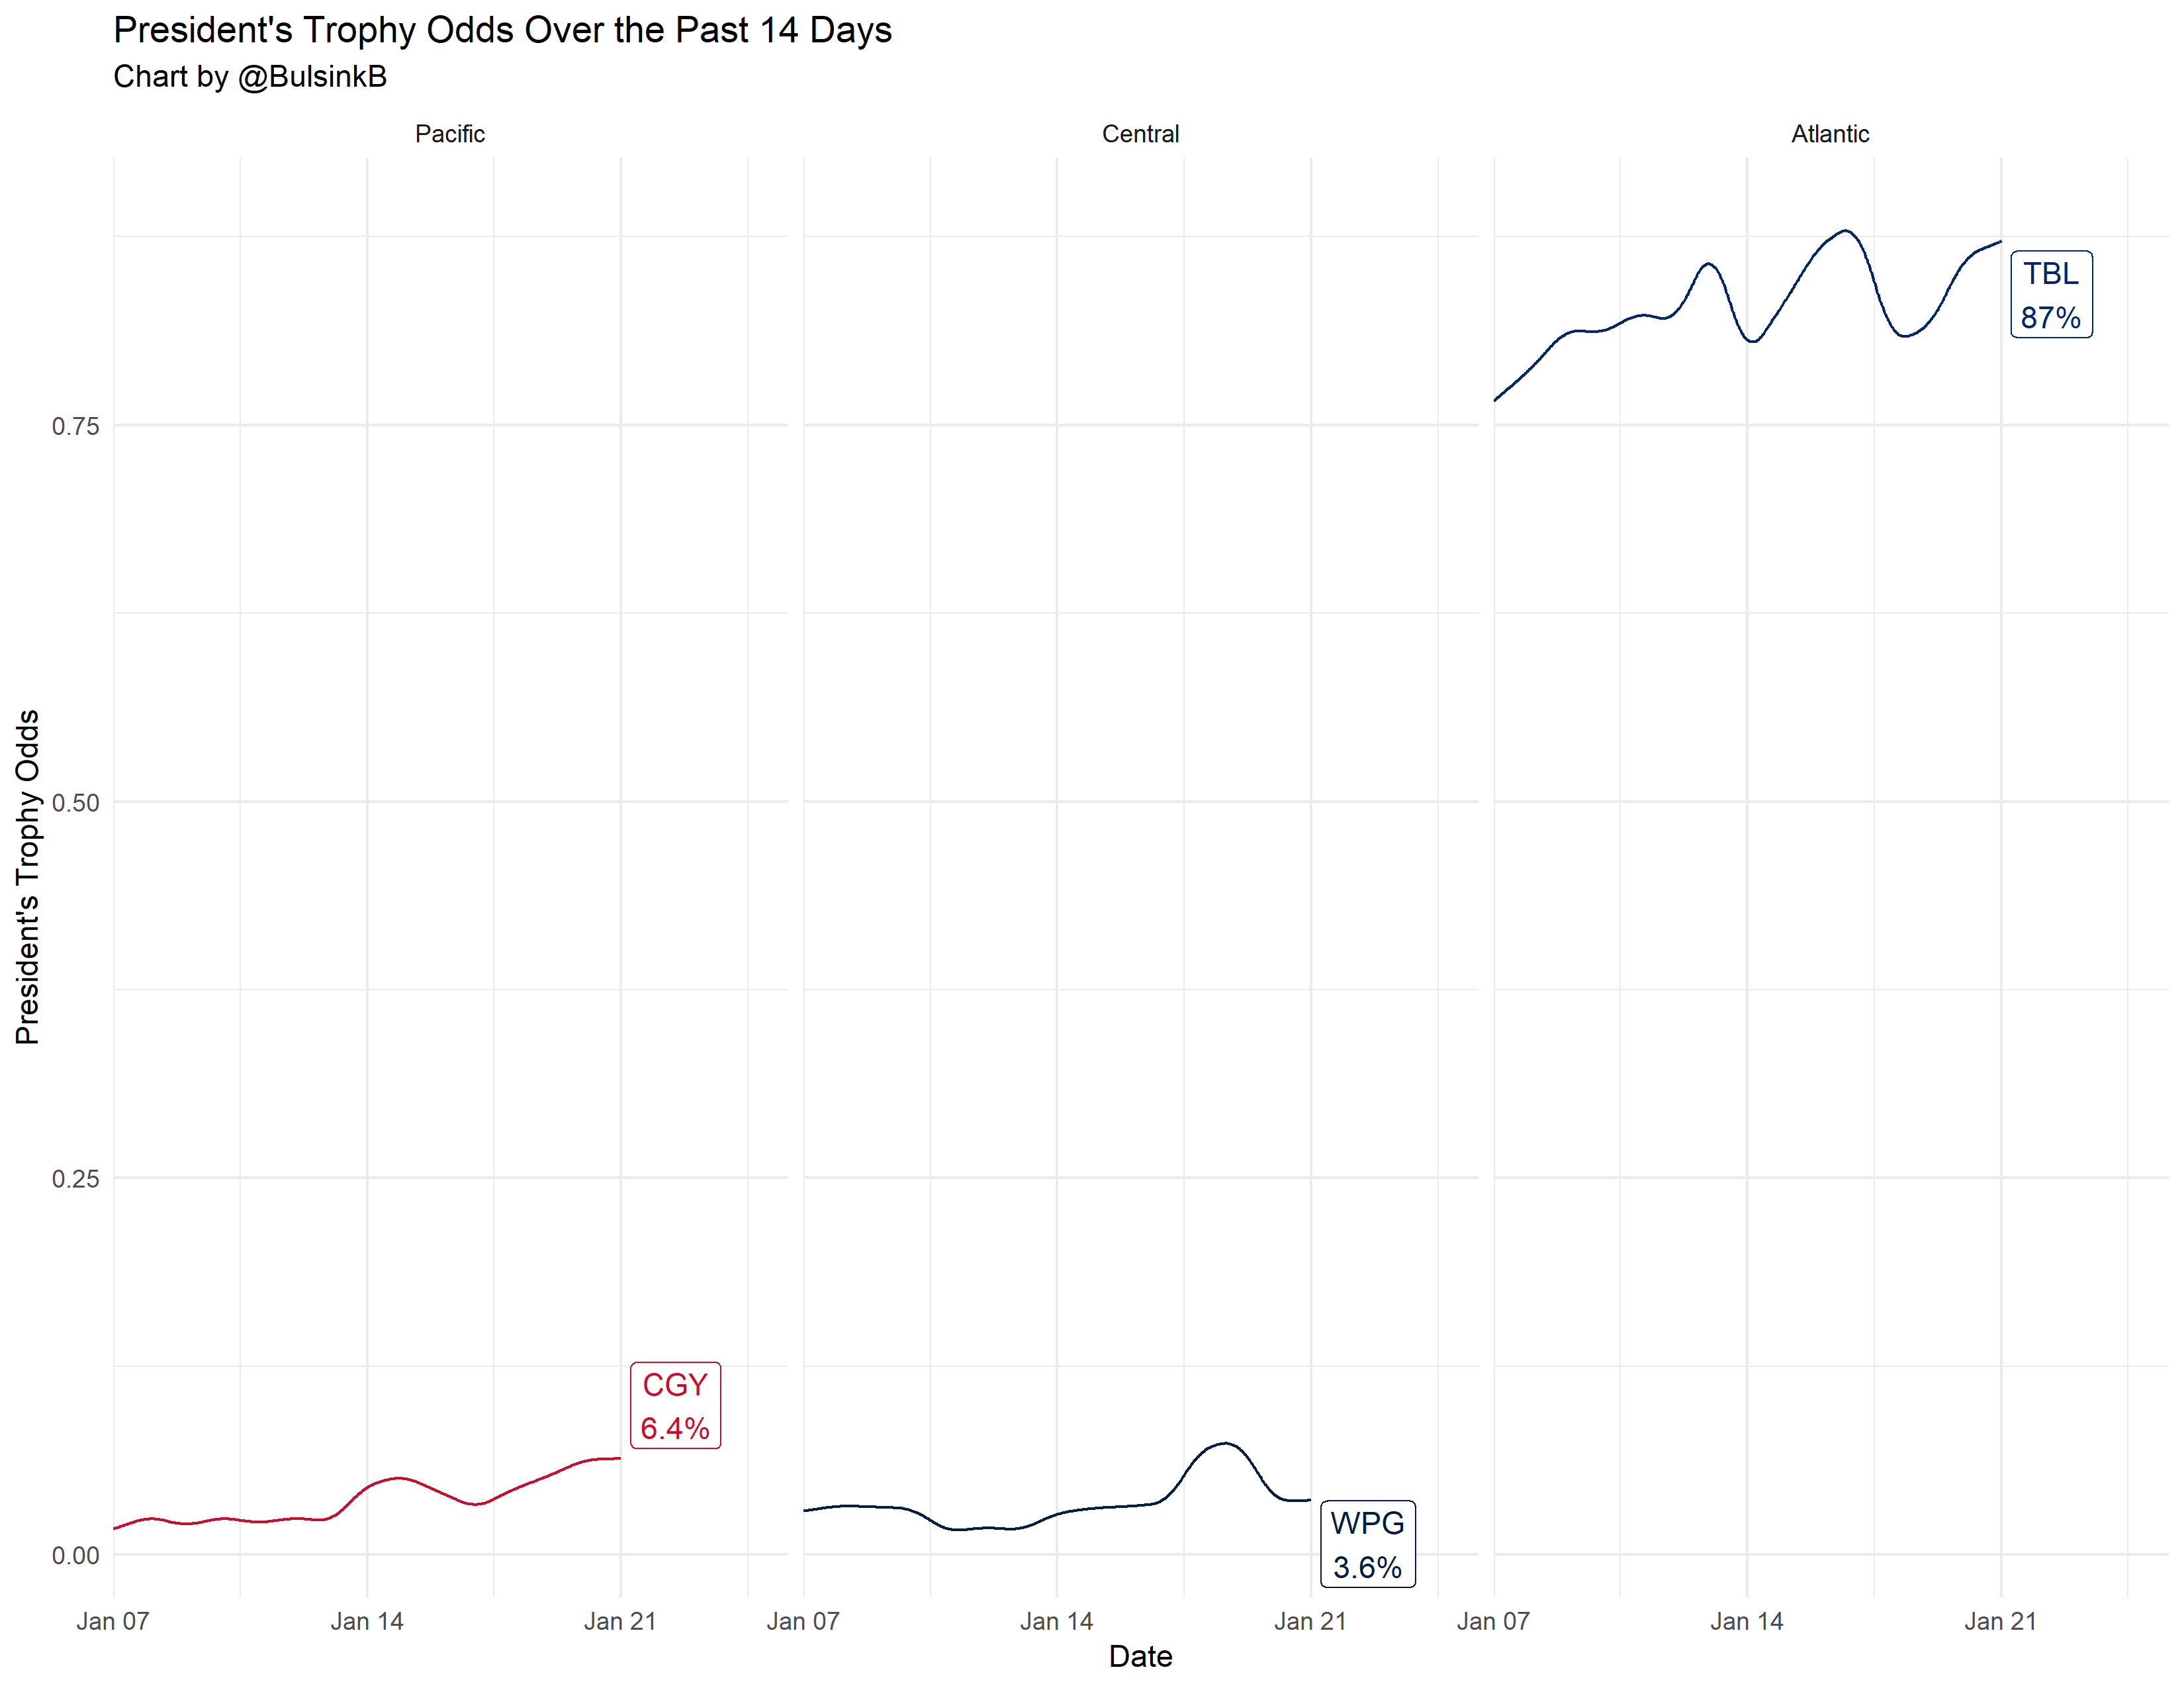 President's Trophy Odds Over the Past 14 Days
Chart by @BulsinkB
Pacific
Central
Atlantic
President's Trophy Odds
0.75
0.50
0.25
0.00
TBL
87%
CGY
6.4%
WPG
3.6%
Jan 07
Jan 14
Jan 21
Jan 07
Jan 14
Jan 21
Jan 07
Jan 14
Jan 21
Date